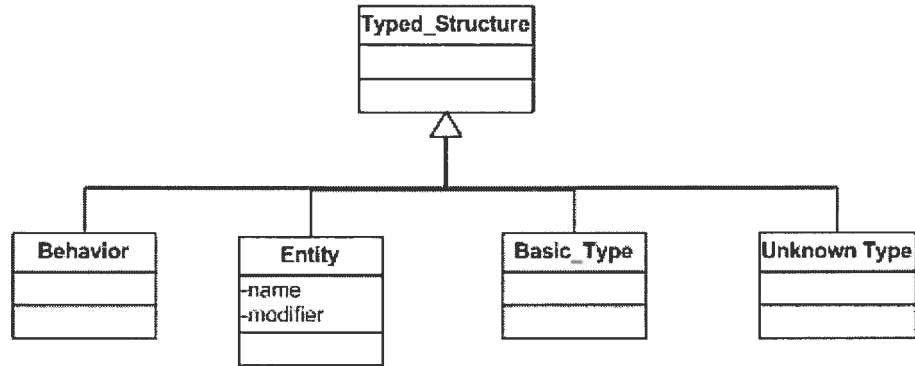 Typed_Structure
Behavior
Entity
-name
-modifier
Basic_Type
Unknown Type